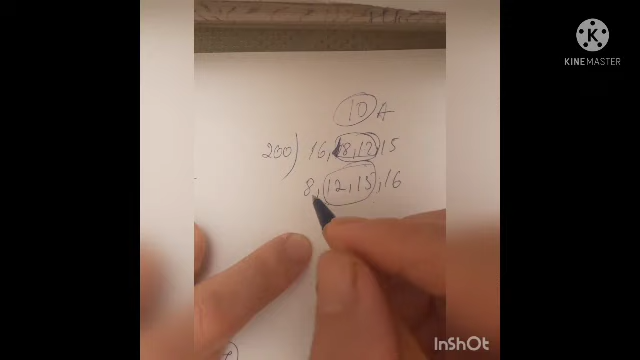 K
KINEMASTER
10 A
200) 16, 8, 12, 15
8, 12, 15, 16
InShOt